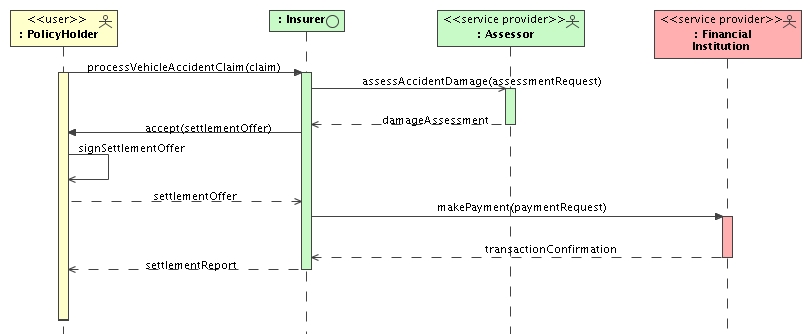 <<user>>
: PolicyHolder
: Insurer
<<service provider>>
: Assessor
<<service provider>>
: Financial
Institution
processVehicleAccidentClaim(claim)
assessAccidentDamage(assessmentRequest)
damageAssessment
accept(settlementOffer)
signSettlementOffer
settlementOffer
makePayment(paymentRequest)
transactionConfirmation
settlementReport